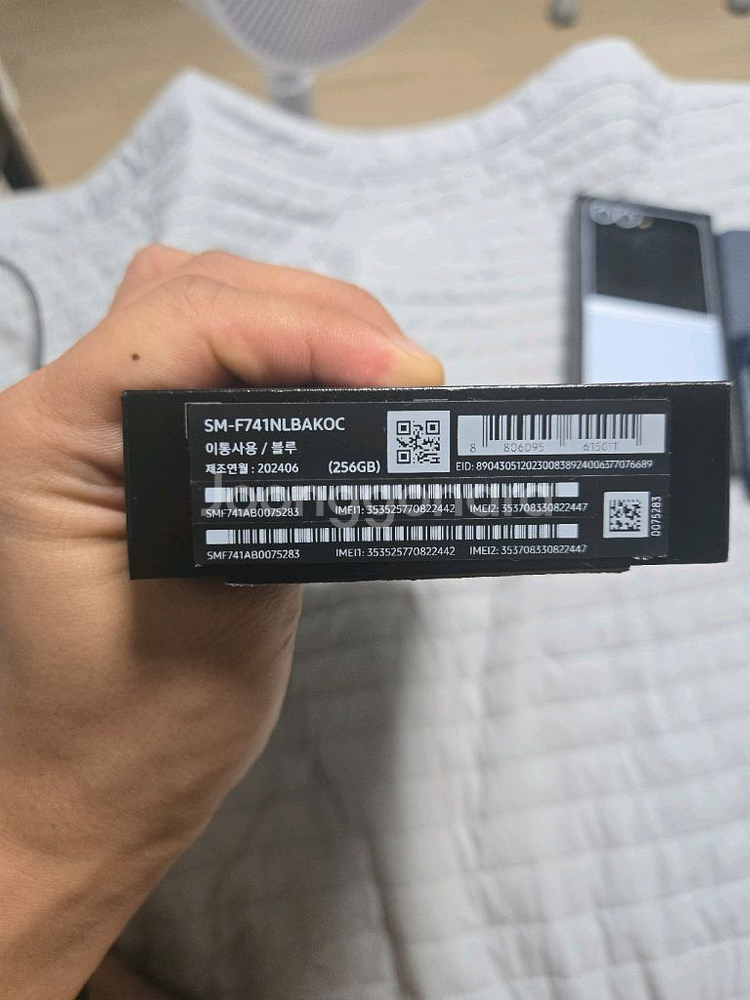 SM-F741NLBAKOC
이통사용 / 블루
제조연월 : 202406 (256GB)
8 806095 615011
EID: 89043051202300838924006377076689
SMF741AB0075283 IMEI1: 353525770822442 IMEI2: 353708330822447
SMF741AB0075283 IMEI1: 353525770822442 IMEI2: 353708330822447
0075283